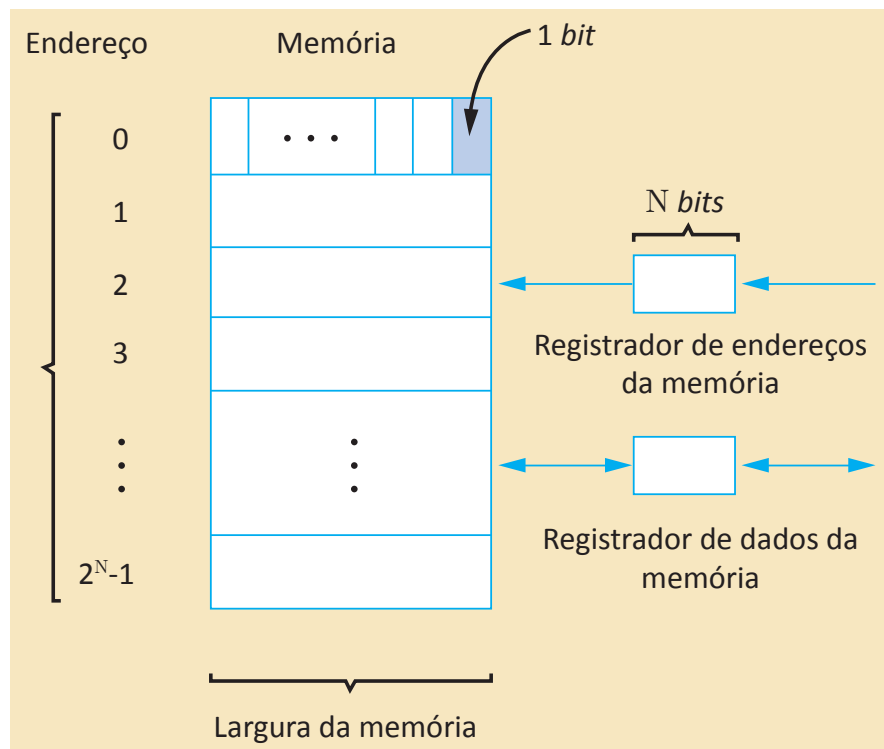 Endereço
Memória
1 bit
0
1
2
3
2ᴺ-1
N bits
Registrador de endereços
da memória
Registrador de dados da
memória
Largura da memória